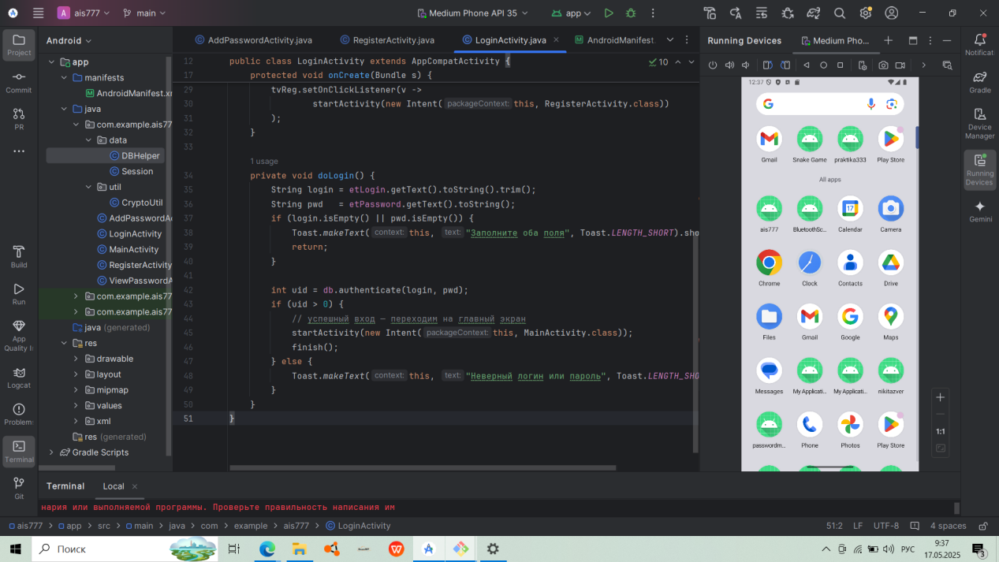 ais777
main
Medium Phone API 35
app
Project
Commit
PR
Build
Run
App
Quality I
Logcat
Problem
Terminal
Git
Android
app
manifests
AndroidManifest.x
java
com.example.ais77
data
DBHelper
Session
util
CryptoUtil
AddPasswordA
LoginActivity
MainActivity
RegisterActivity
ViewPasswordA
com.example.ais77
com.example.ais77
java (generated)
res
drawable
layout
mipmap
values
xml
res (generated)
Gradle Scripts
AddPasswordActivity.java
RegisterActivity.java
LoginActivity.java
AndroidManifest.
10
12 public class LoginActivity extends AppCompatActivity {
17 protected void onCreate(Bundle s) {
29 tvReg.setOnClickListener(v ->
30 startActivity(new Intent( packageContext: this, RegisterActivity.class))
31 );
32 }
33
1 usage
34 private void doLogin() {
35 String login = etLogin.getText().toString().trim();
36 String pwd = etPassword.getText().toString();
37 if (login.isEmpty() || pwd.isEmpty()) {
38 Toast.makeText( context: this, text: "Заполните оба поля", Toast.LENGTH_SHORT).sho
39 return;
40 }
41
42 int uid = db.authenticate(login, pwd);
43 if (uid > 0) {
44 // успешный вход — переходим на главный экран
45 startActivity(new Intent( packageContext: this, MainActivity.class));
46 finish();
47 } else {
48 Toast.makeText( context: this, text: "Неверный логин или пароль", Toast.LENGTH_SHO
49 }
50 }
51 }
Running Devices
Medium Pho...
12:37
Gmail
Snake Game
praktika333
Play Store
All apps
ais777
BluetoothSc...
17
Calendar
Camera
Chrome
Clock
Contacts
Drive
Files
Gmail
Google
Maps
Messages
My Applicati...
My Applicati...
nikitazver
passwordm...
Phone
Photos
Play Store
1:1
Notificat
Gradle
Device
Manager
Running
Devices
Gemini
Terminal
Local
нария или выполняемой программы. Проверьте правильность написания им
ais777 > app > src > main > java > com > example > ais777 > LoginActivity
51:2
LF
UTF-8
4 spaces
Поиск
РУС
9:37
17.05.2025
3